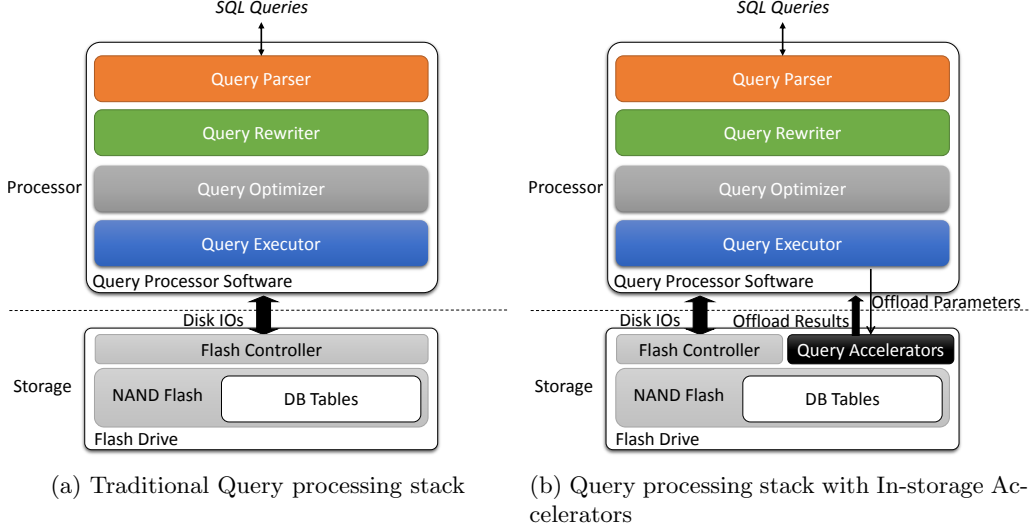 SQL Queries
Query Parser
Query Rewriter
Processor
Query Optimizer
Query Executor
Query Processor Software
Disk IOs
Flash Controller
Storage
NAND Flash
DB Tables
Flash Drive
(a) Traditional Query processing stack
SQL Queries
Query Parser
Query Rewriter
Processor
Query Optimizer
Query Executor
Query Processor Software
Offload Parameters
Disk IOs
Offload Results
Flash Controller
Query Accelerators
Storage
NAND Flash
DB Tables
Flash Drive
(b) Query processing stack with In-storage Ac-
celerators